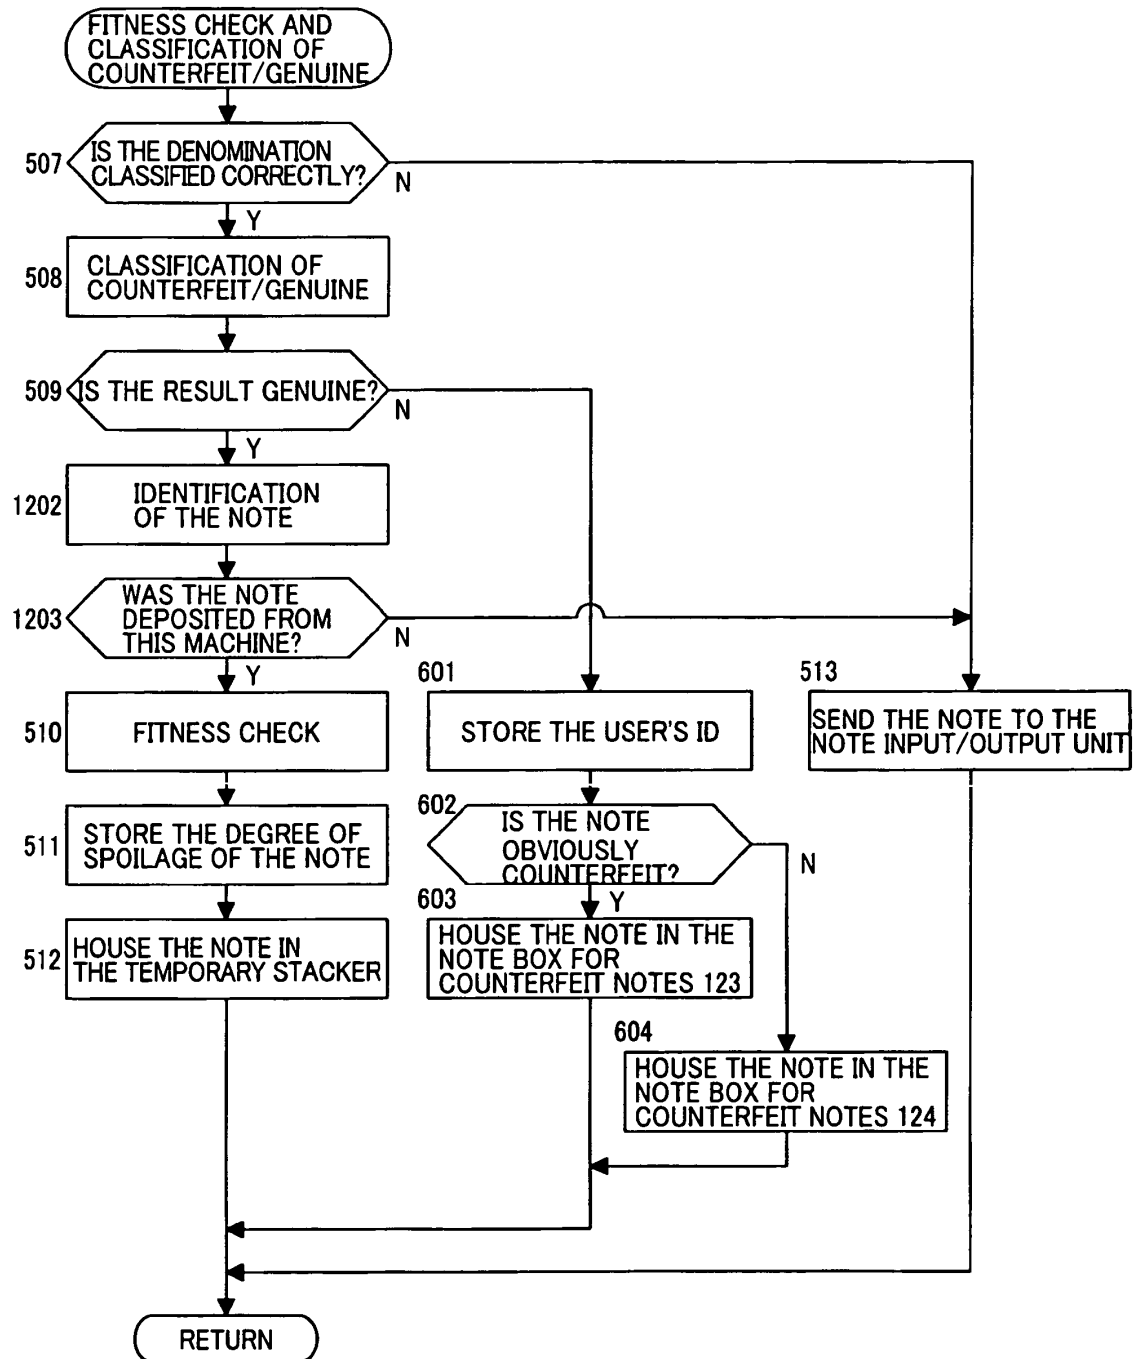 FITNESS CHECK AND
CLASSIFICATION OF
COUNTERFEIT/GENUINE
507
IS THE DENOMINATION
CLASSIFIED CORRECTLY?
N
Y
508
CLASSIFICATION OF
COUNTERFEIT/GENUINE
509
IS THE RESULT GENUINE?
N
Y
1202
IDENTIFICATION
OF THE NOTE
1203
WAS THE NOTE
DEPOSITED FROM
THIS MACHINE?
N
Y
510
FITNESS CHECK
511
STORE THE DEGREE OF
SPOILAGE OF THE NOTE
512
HOUSE THE NOTE IN
THE TEMPORARY STACKER
601
STORE THE USER'S ID
602
IS THE NOTE
OBVIOUSLY
COUNTERFEIT?
N
Y
603
HOUSE THE NOTE IN THE
NOTE BOX FOR
COUNTERFEIT NOTES 123
604
HOUSE THE NOTE IN THE
NOTE BOX FOR
COUNTERFEIT NOTES 124
513
SEND THE NOTE TO THE
NOTE INPUT/OUTPUT UNIT
RETURN